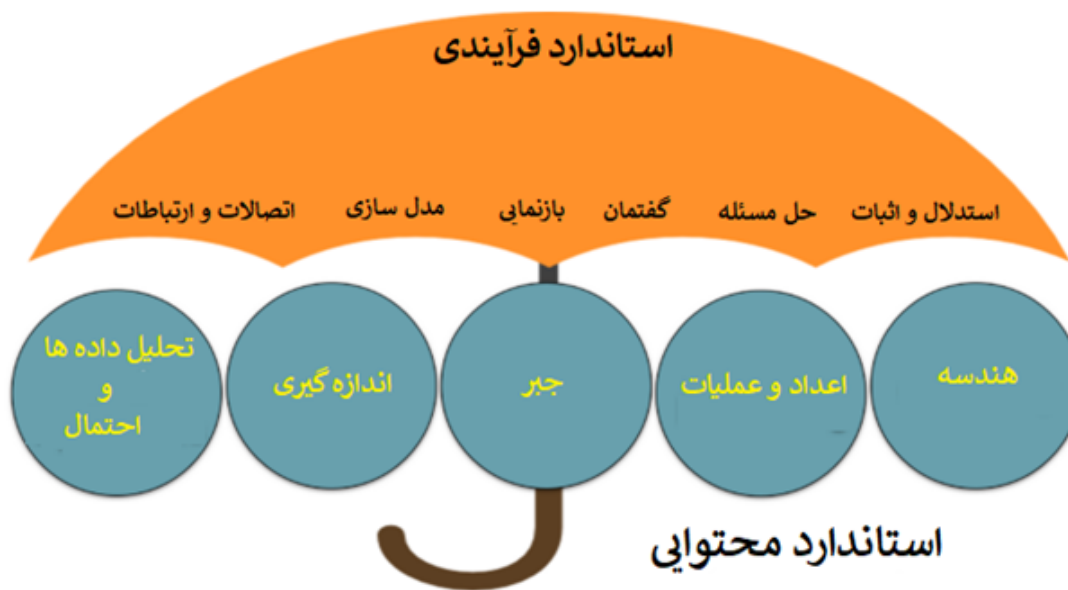 استاندارد فرآیندی
استدلال و اثبات
حل مسئله
گفتمان
بازنمایی
مدل سازی
اتصالات و ارتباطات
هندسه
اعداد و عملیات
جبر
اندازه گیری
تحلیل داده ها
و
احتمال
استاندارد محتوایی